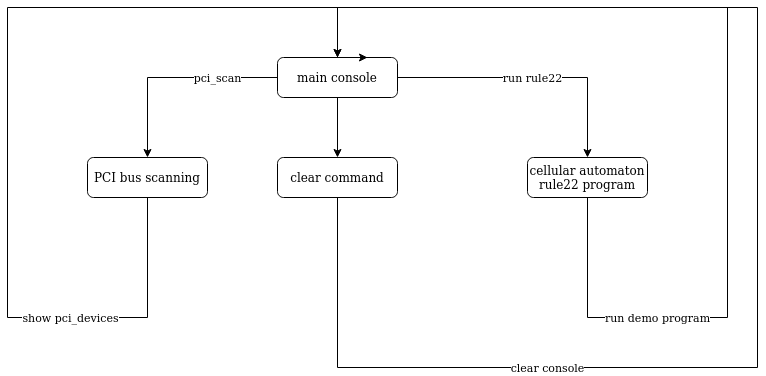 main console
pci_scan
run rule22
PCI bus scanning
clear command
cellular automaton
rule22 program
show pci_devices
run demo program
clear console